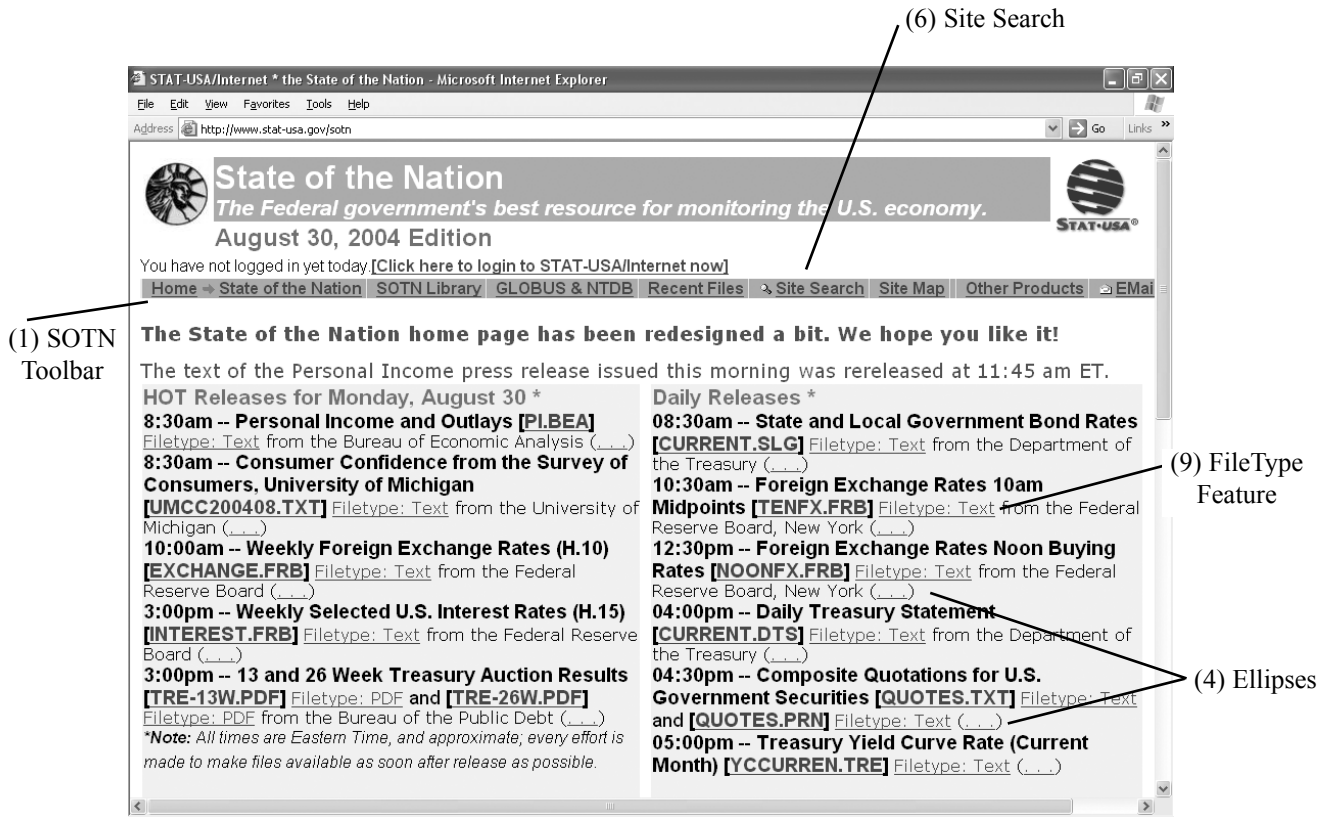 (6) Site Search
STAT-USA/Internet * the State of the Nation - Microsoft Internet Explorer
File Edit View Favorites Tools Help
Address http://www.stat-usa.gov/sotn Go Links »
State of the Nation
The Federal government's best resource for monitoring the U.S. economy.
STAT-USA®
August 30, 2004 Edition
You have not logged in yet today.[Click here to login to STAT-USA/Internet now]
Home State of the Nation SOTN Library GLOBUS & NTDB Recent Files Site Search Site Map Other Products EMai
(1) SOTN
Toolbar
The State of the Nation home page has been redesigned a bit. We hope you like it!
The text of the Personal Income press release issued this morning was rereleased at 11:45 am ET.
HOT Releases for Monday, August 30 *
8:30am -- Personal Income and Outlays [PI.BEA]
Filetype: Text from the Bureau of Economic Analysis (. . .)
8:30am -- Consumer Confidence from the Survey of
Consumers, University of Michigan
[UMCC200408.TXT] Filetype: Text from the University of
Michigan (. . .)
10:00am -- Weekly Foreign Exchange Rates (H.10)
[EXCHANGE.FRB] Filetype: Text from the Federal
Reserve Board (. . .)
3:00pm -- Weekly Selected U.S. Interest Rates (H.15)
[INTEREST.FRB] Filetype: Text from the Federal Reserve
Board (. . .)
3:00pm -- 13 and 26 Week Treasury Auction Results
[TRE-13W.PDF] Filetype: PDF and [TRE-26W.PDF]
Filetype: PDF from the Bureau of the Public Debt (. . .)
*Note: All times are Eastern Time, and approximate; every effort is
made to make files available as soon after release as possible.
Daily Releases *
08:30am -- State and Local Government Bond Rates
[CURRENT.SLG] Filetype: Text from the Department of
the Treasury (. . .)
10:30am -- Foreign Exchange Rates 10am
Midpoints [TENFX.FRB] Filetype: Text from the Federal
Reserve Board, New York (. . .)
12:30pm -- Foreign Exchange Rates Noon Buying
Rates [NOONFX.FRB] Filetype: Text from the Federal
Reserve Board, New York (. . .)
04:00pm -- Daily Treasury Statement
[CURRENT.DTS] Filetype: Text from the Department of
the Treasury (. . .)
04:30pm -- Composite Quotations for U.S.
Government Securities [QUOTES.TXT] Filetype: Text
and [QUOTES.PRN] Filetype: Text (. . .)
05:00pm -- Treasury Yield Curve Rate (Current
Month) [YCCURREN.TRE] Filetype: Text (. . .)
(9) FileType
Feature
(4) Ellipses